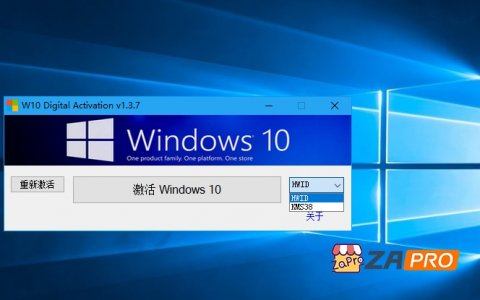 W10 Digital Activation v1.3.7
Windows 10
One product family. One platform. One store
重新激活
激活 Windows 10
HWID
HWID
KMS38
关于
ZaPro
ZAPRO